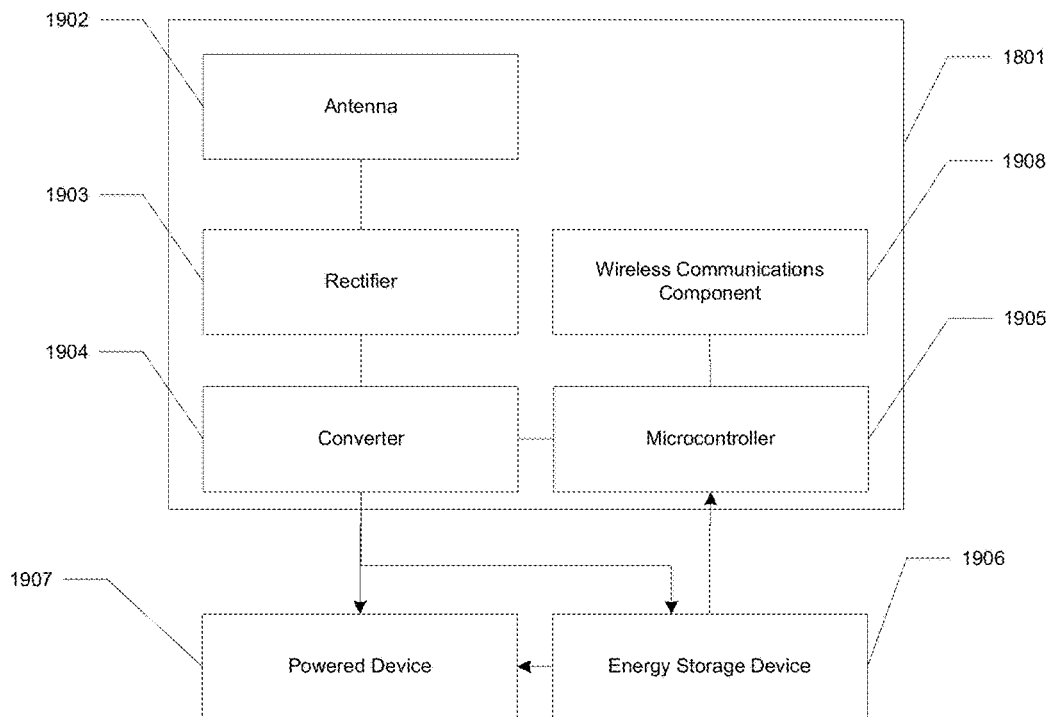 1902
1801
Antenna
1908
1903
Rectifier
Wireless Communications
Component
1905
1904
Converter
Microcontroller
1907
1906
Powered Device
Energy Storage Device